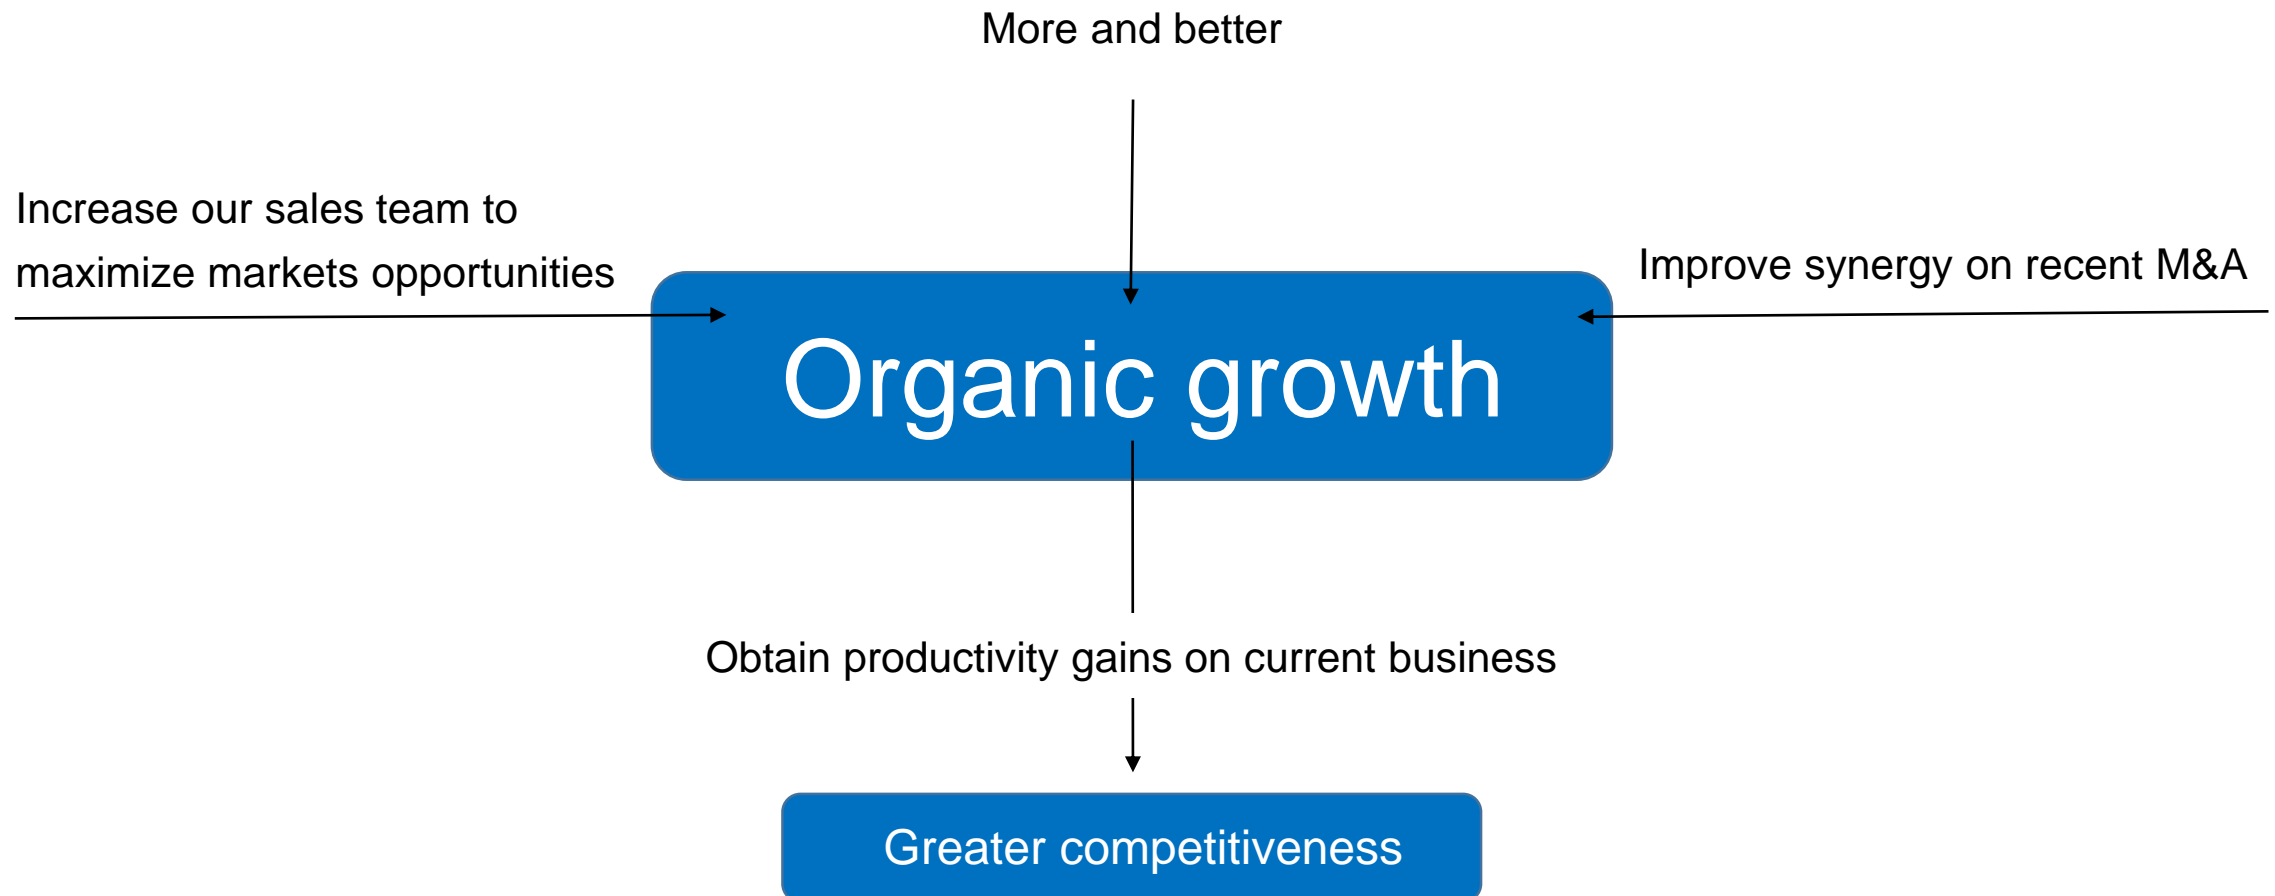 More and better
Increase our sales team to
maximize markets opportunities
Improve synergy on recent M&A
Organic growth
Obtain productivity gains on current business
Greater competitiveness